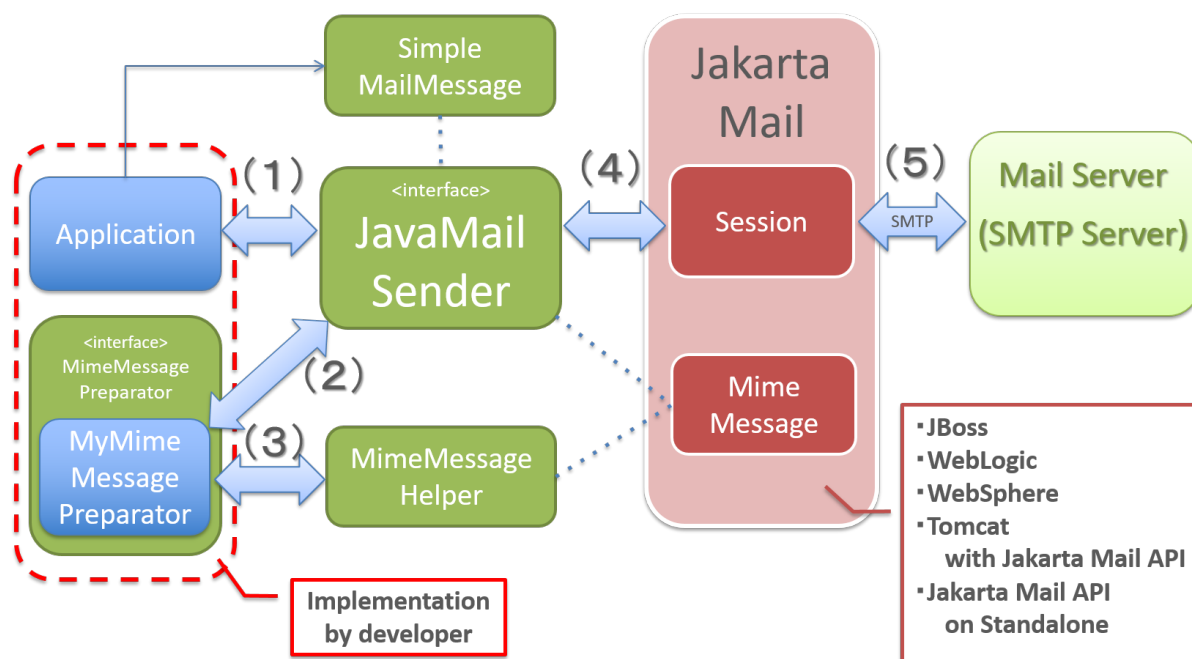 Simple
MailMessage
Jakarta
Mail
(1)
(4)
(5)
<interface>
JavaMail
Sender
Application
Session
SMTP
Mail Server
(SMTP Server)
<interface>
MimeMessage
Preparator
(2)
MyMime
Message
Preparator
(3)
MimeMessage
Helper
Mime
Message
・JBoss
・WebLogic
・WebSphere
・Tomcat
with Jakarta Mail API
・Jakarta Mail API
on Standalone
Implementation
by developer